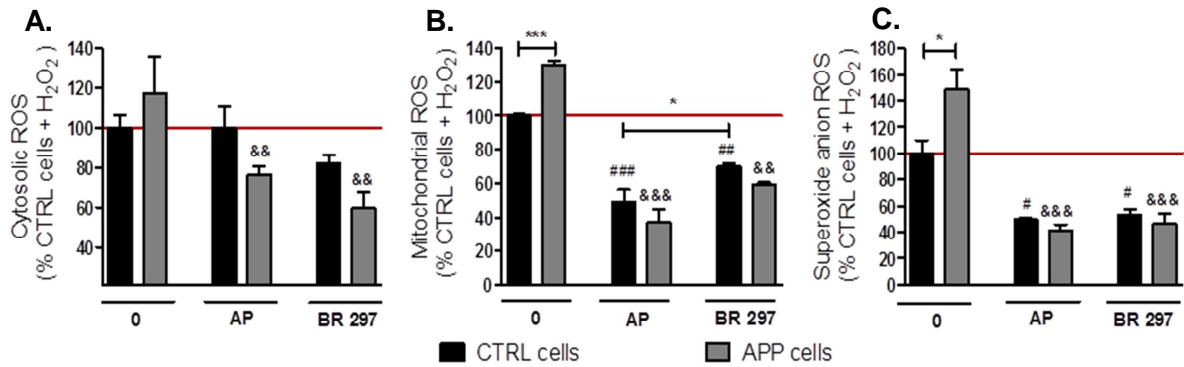 A.
Cytosolic ROS
(% CTRL cells + H₂O₂)
140
120
100
80
60
40
&&
&&
0
AP
BR 297
B.
Mitochondrial ROS
(% CTRL cells + H₂O₂)
140
120
100
80
60
40
20
0
***
*
###
&&&
##
&&
0
AP
BR 297
C.
Superoxide anion ROS
(% CTRL cells + H₂O₂)
180
160
140
120
100
80
60
40
20
0
*
#
&&&
#
&&&
0
AP
BR 297
CTRL cells
APP cells